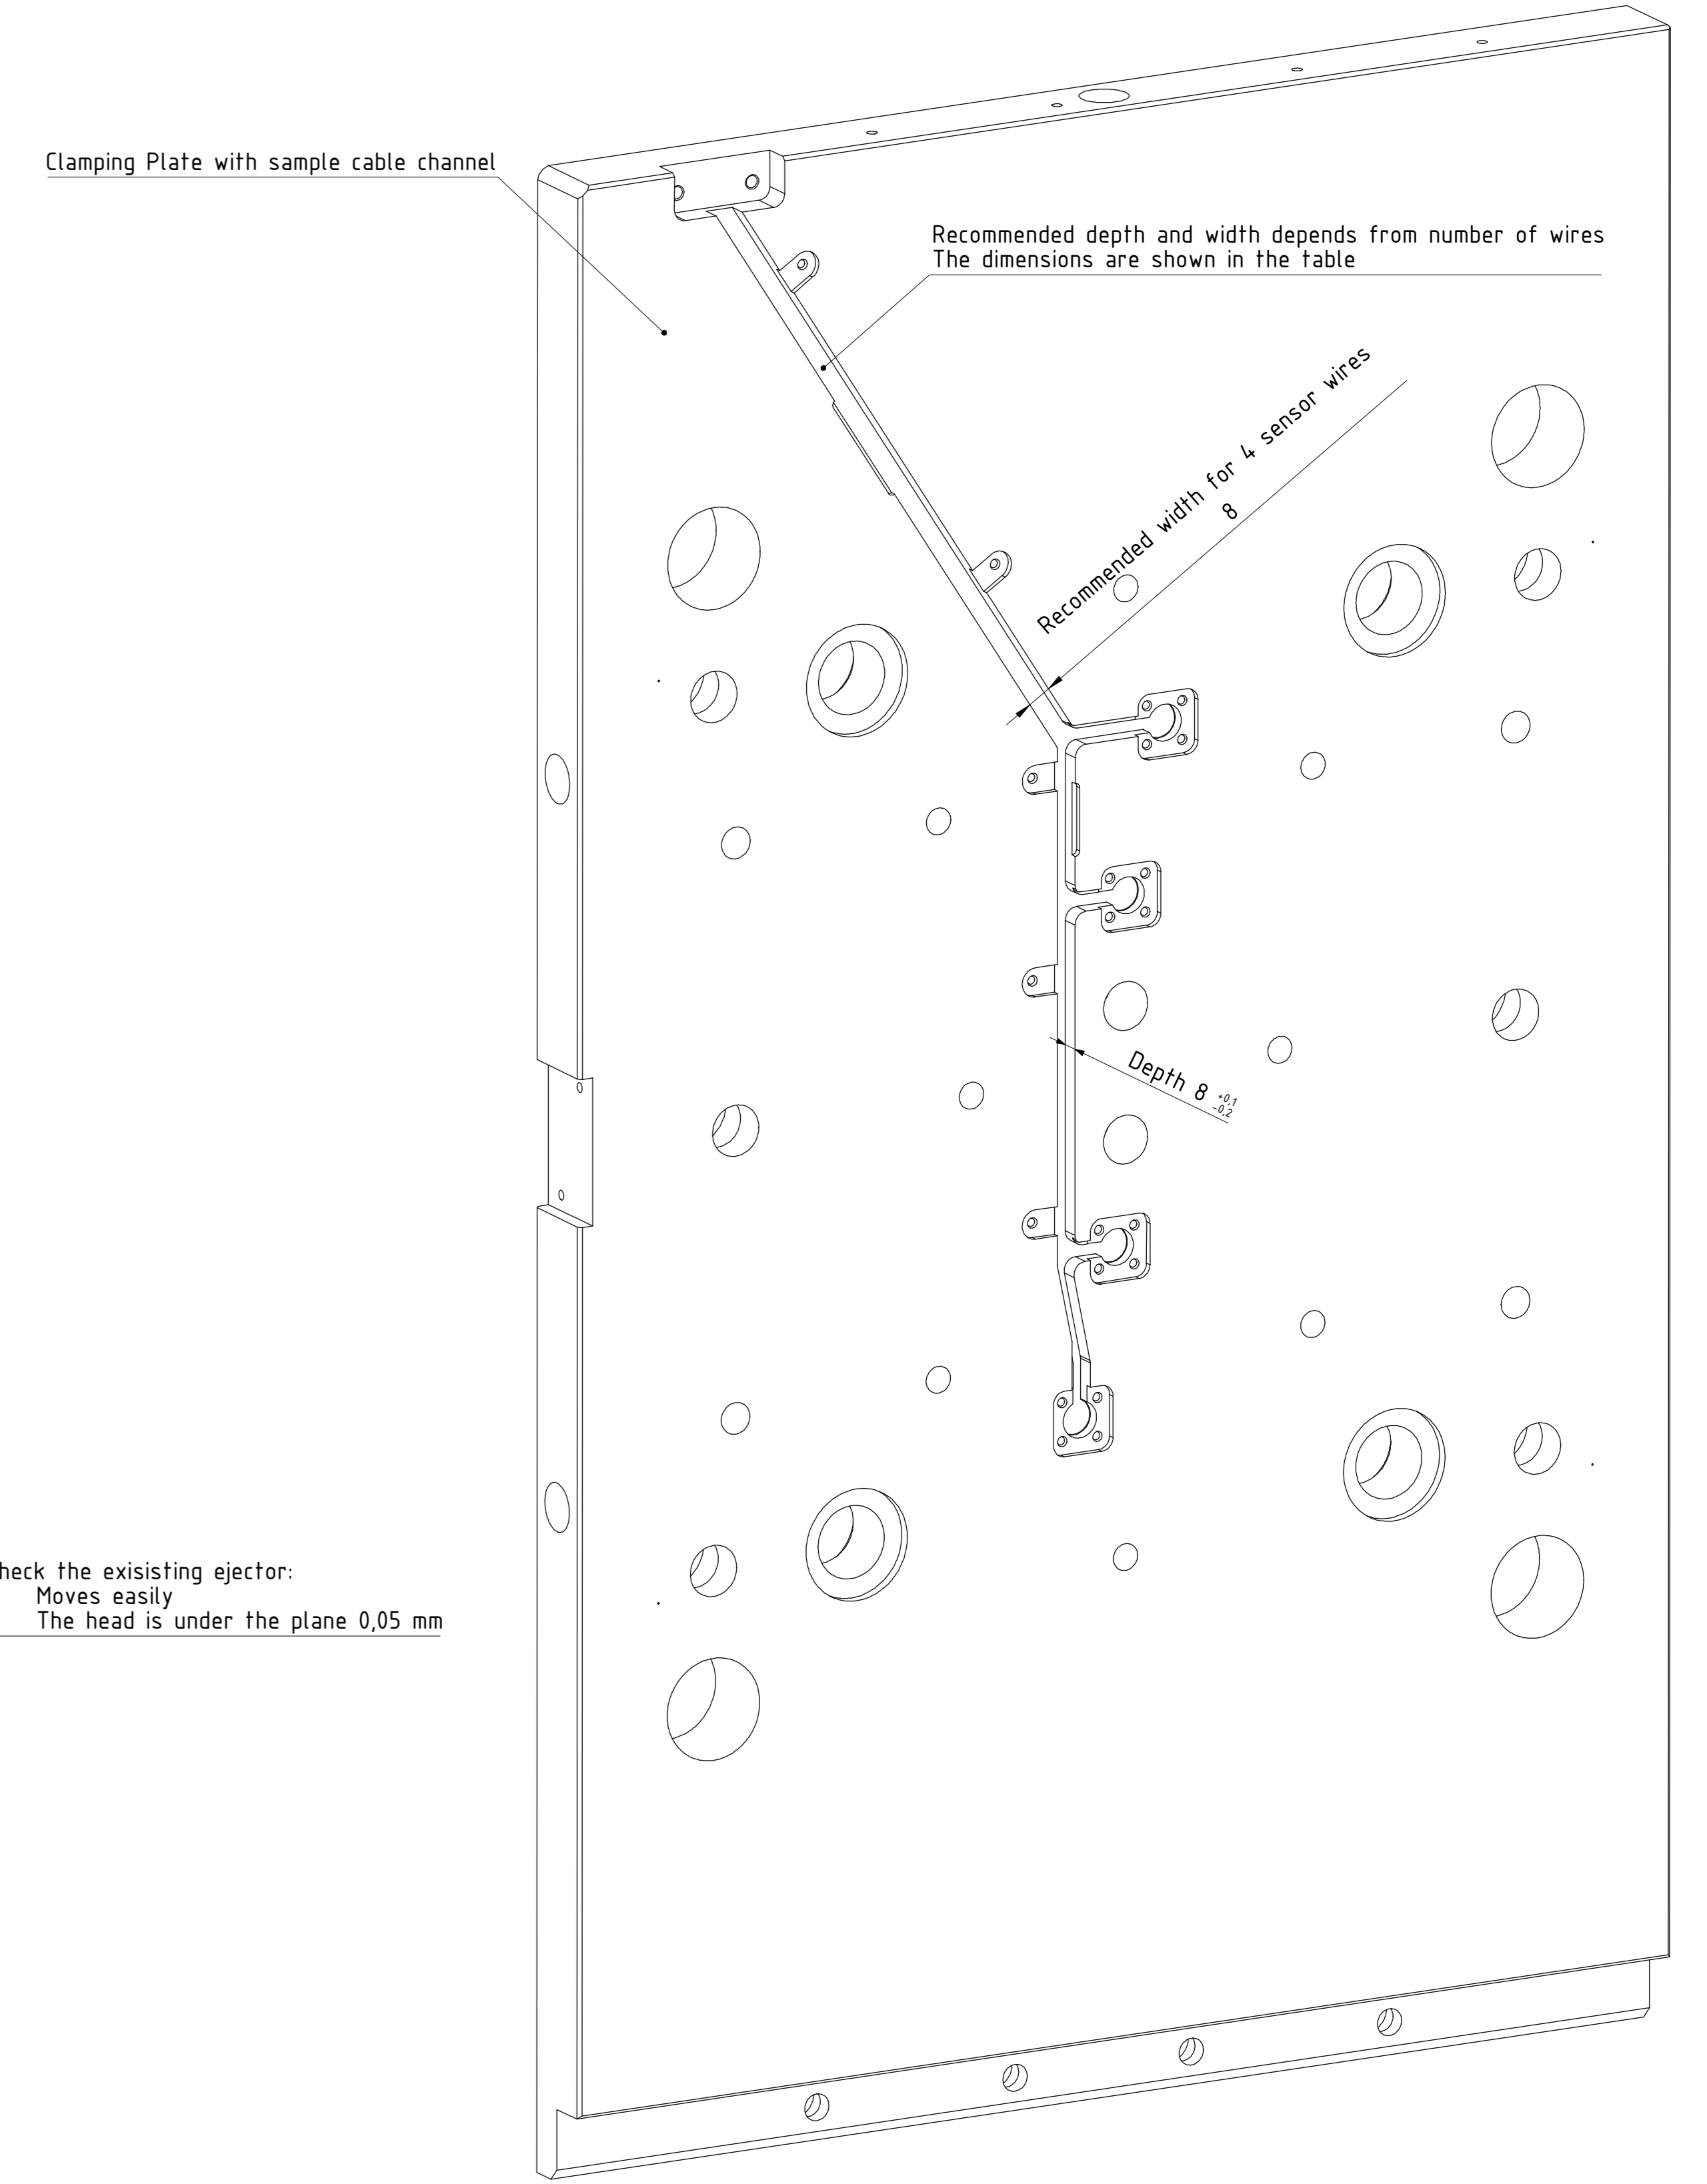 Clamping Plate with sample cable channel
Recommended depth and width depends from number of wires
The dimensions are shown in the table
Recommended width for 4 sensor wires
8
Depth 8 +0,1 -0,2
heck the exisisting ejector:
Moves easily
The head is under the plane 0,05 mm